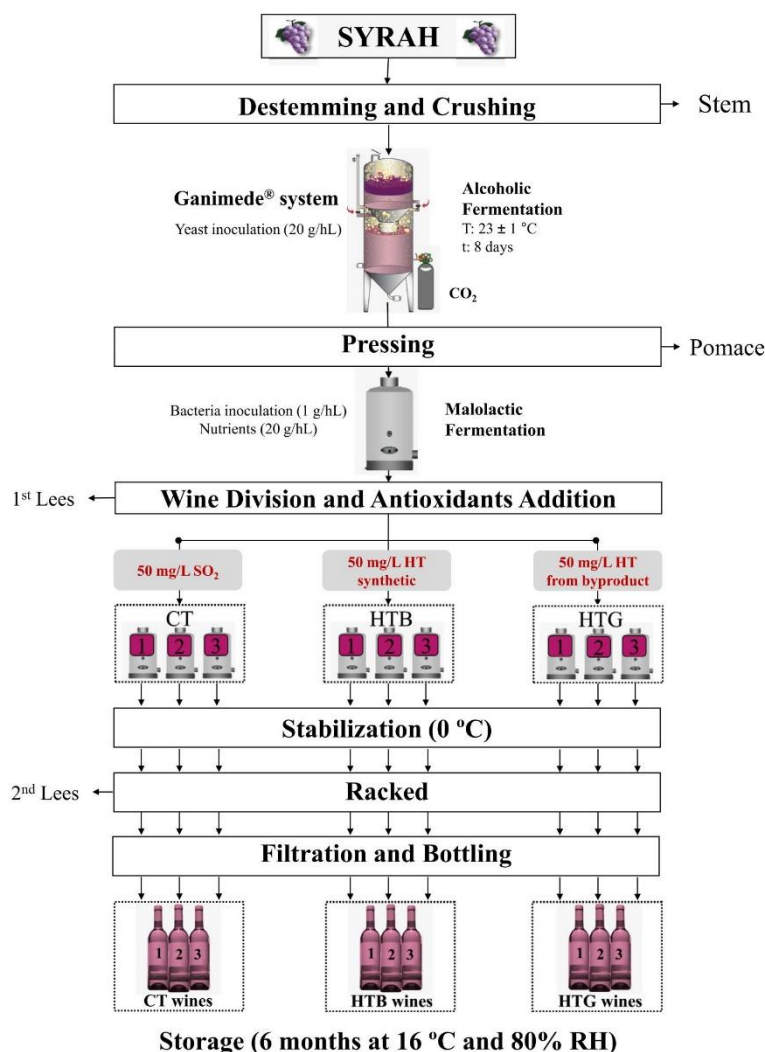 SYRAH
Destemming and Crushing
Stem
Ganimede® system
Yeast inoculation (20 g/hL)
Alcoholic
Fermentation
T: 23 ± 1 °C
t: 8 days
CO₂
Pressing
Pomace
Bacteria inoculation (1 g/hL)
Nutrients (20 g/hL)
Malolactic
Fermentation
1st Lees
Wine Division and Antioxidants Addition
50 mg/L SO₂
50 mg/L HT
synthetic
50 mg/L HT
from byproduct
CT
HTB
HTG
1 2 3
1 2 3
1 2 3
Stabilization (0 ºC)
2nd Lees
Racked
Filtration and Bottling
1 2 3
1 2 3
1 2 3
CT wines
HTB wines
HTG wines
Storage (6 months at 16 ºC and 80% RH)